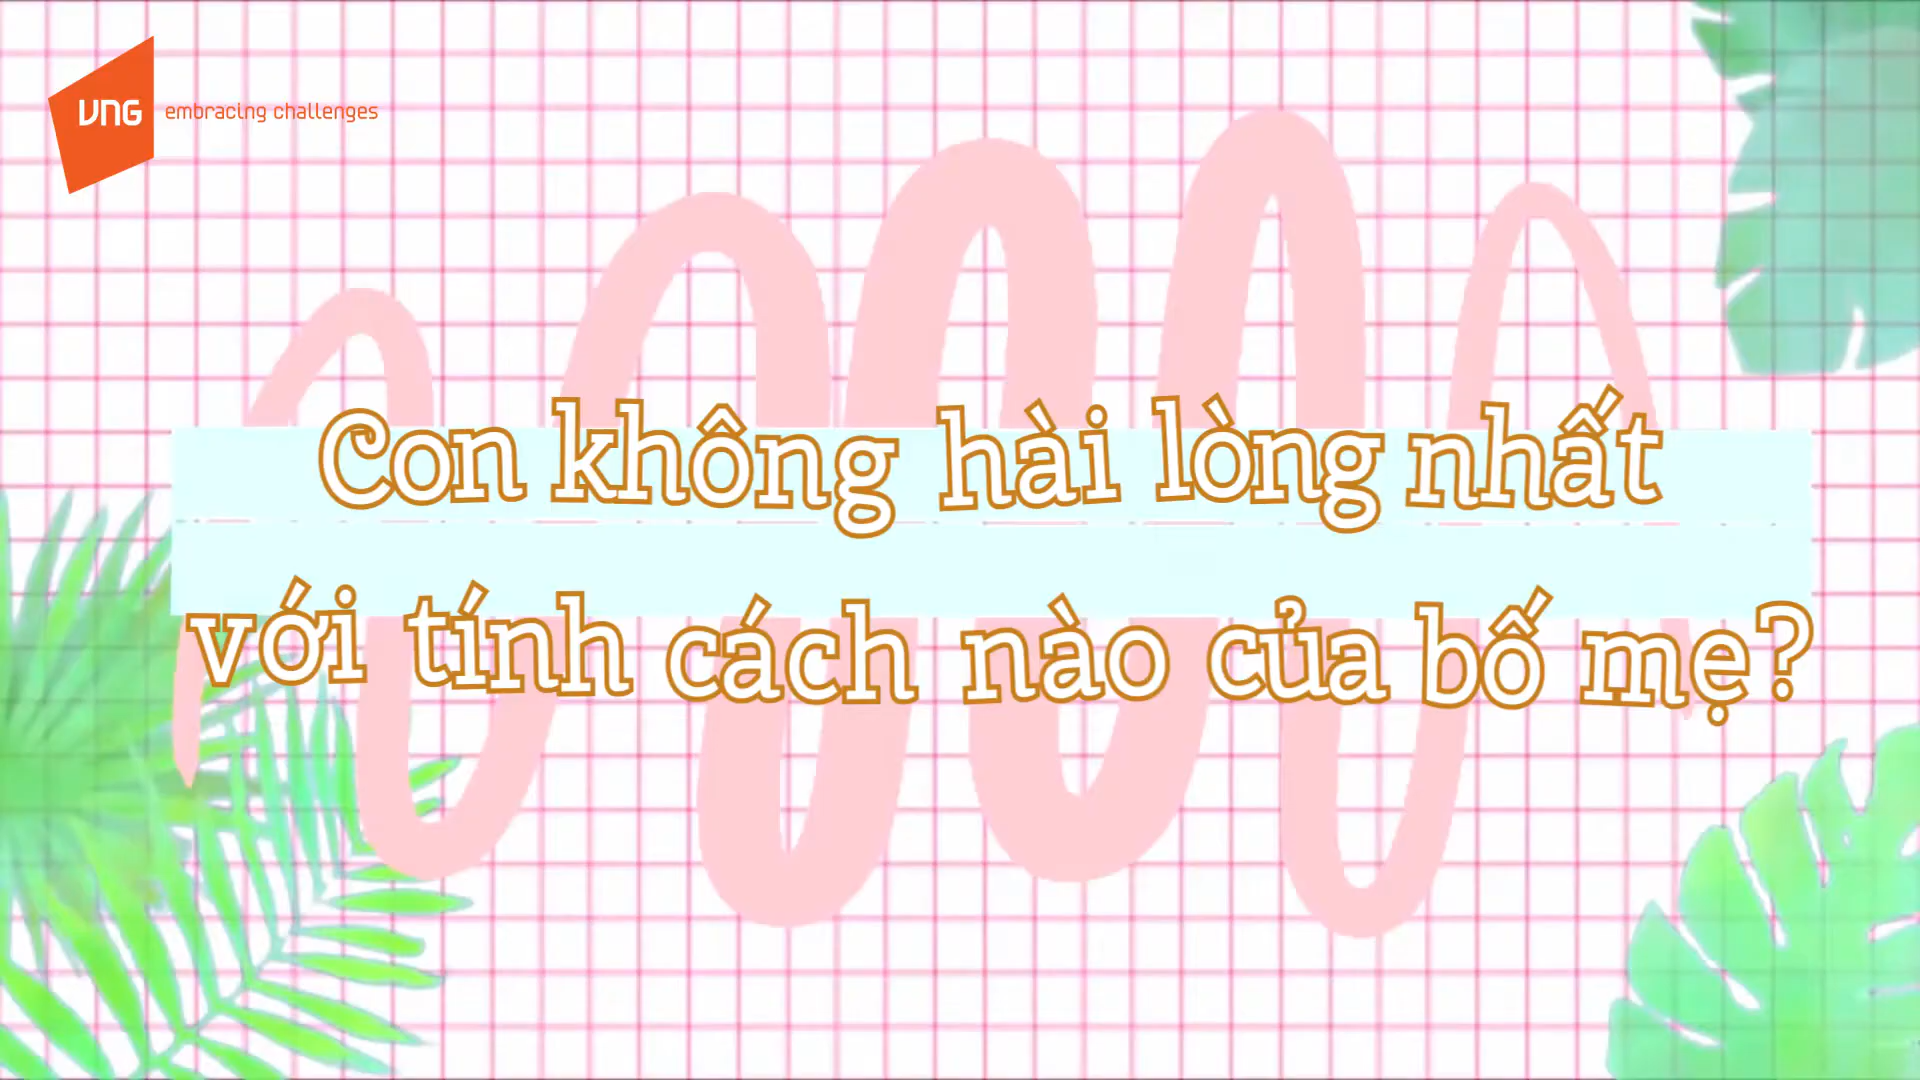 VNG embracing challenges
Con không hài lòng nhất
với tính cách nào của bố mẹ?